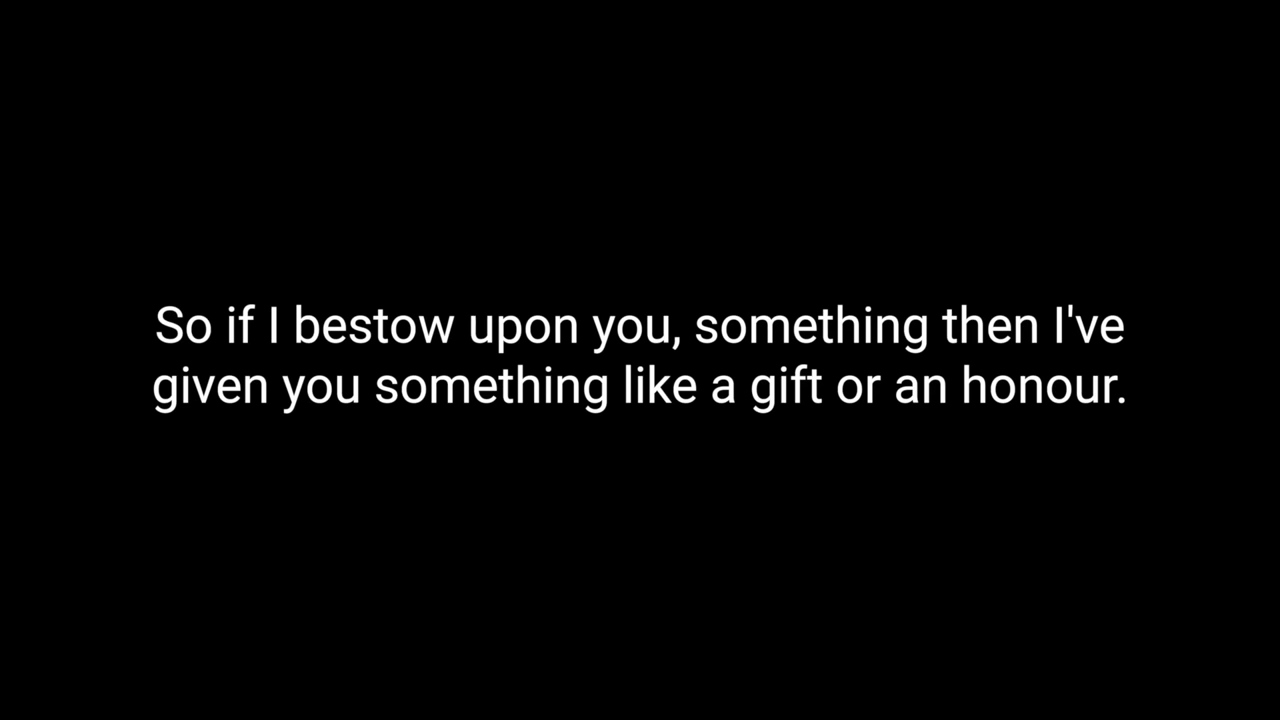 So if I bestow upon you, something then I've
given you something like a gift or an honour.